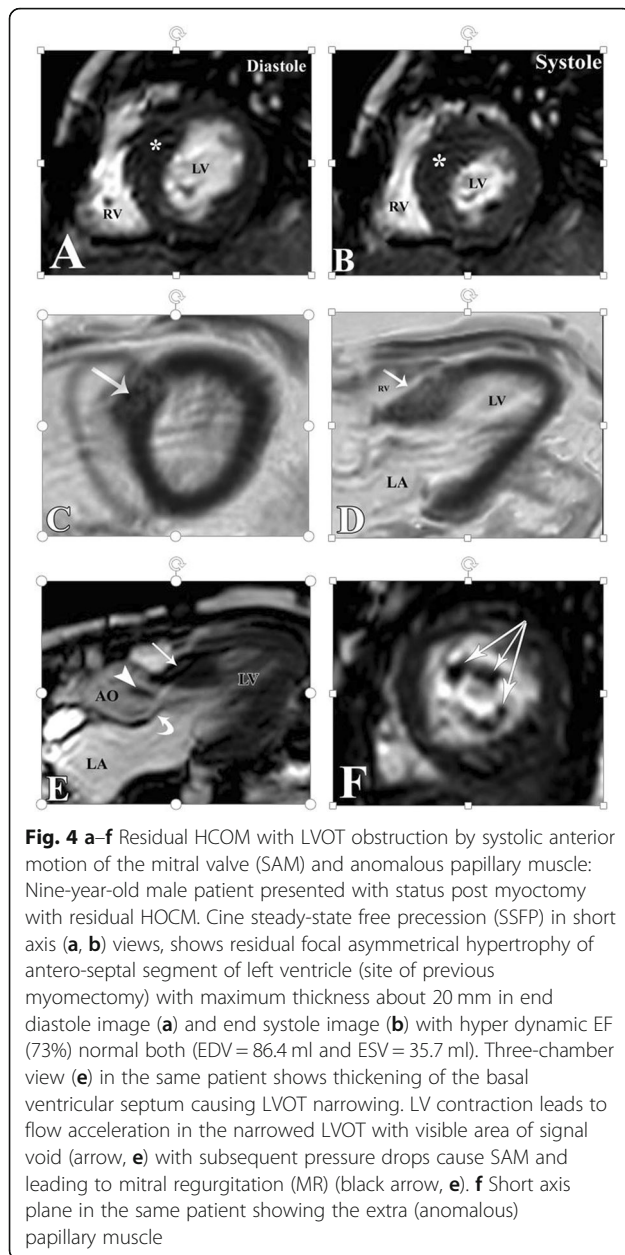 Diastole
*
LV
RV
A
Systole
*
LV
RV
B
C
RV
LV
LA
D
AO
LV
LA
E
F
Fig. 4 a–f Residual HCOM with LVOT obstruction by systolic anterior
motion of the mitral valve (SAM) and anomalous papillary muscle:
Nine-year-old male patient presented with status post myoctomy
with residual HOCM. Cine steady-state free precession (SSFP) in short
axis (a, b) views, shows residual focal asymmetrical hypertrophy of
antero-septal segment of left ventricle (site of previous
myomectomy) with maximum thickness about 20 mm in end
diastole image (a) and end systole image (b) with hyper dynamic EF
(73%) normal both (EDV = 86.4 ml and ESV = 35.7 ml). Three-chamber
view (e) in the same patient shows thickening of the basal
ventricular septum causing LVOT narrowing. LV contraction leads to
flow acceleration in the narrowed LVOT with visible area of signal
void (arrow, e) with subsequent pressure drops cause SAM and
leading to mitral regurgitation (MR) (black arrow, e). f Short axis
plane in the same patient showing the extra (anomalous)
papillary muscle